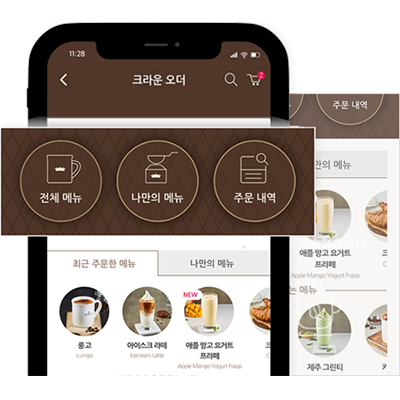 11:28
크라운 오더
2
주문 내역
전체 메뉴
나만의 메뉴
주문 내역
나만의 메뉴
최근 주문한 메뉴
나만의 메뉴
애플 망고 요거트
프라페
Apple Mango Yogurt Frapp
NEW
룽고
Lungo
아이스크 라떼
Icecream Latte
애플 망고 요거트
프라페
Apple Mango Yogurt Frapp
는 메뉴
제주 그린티